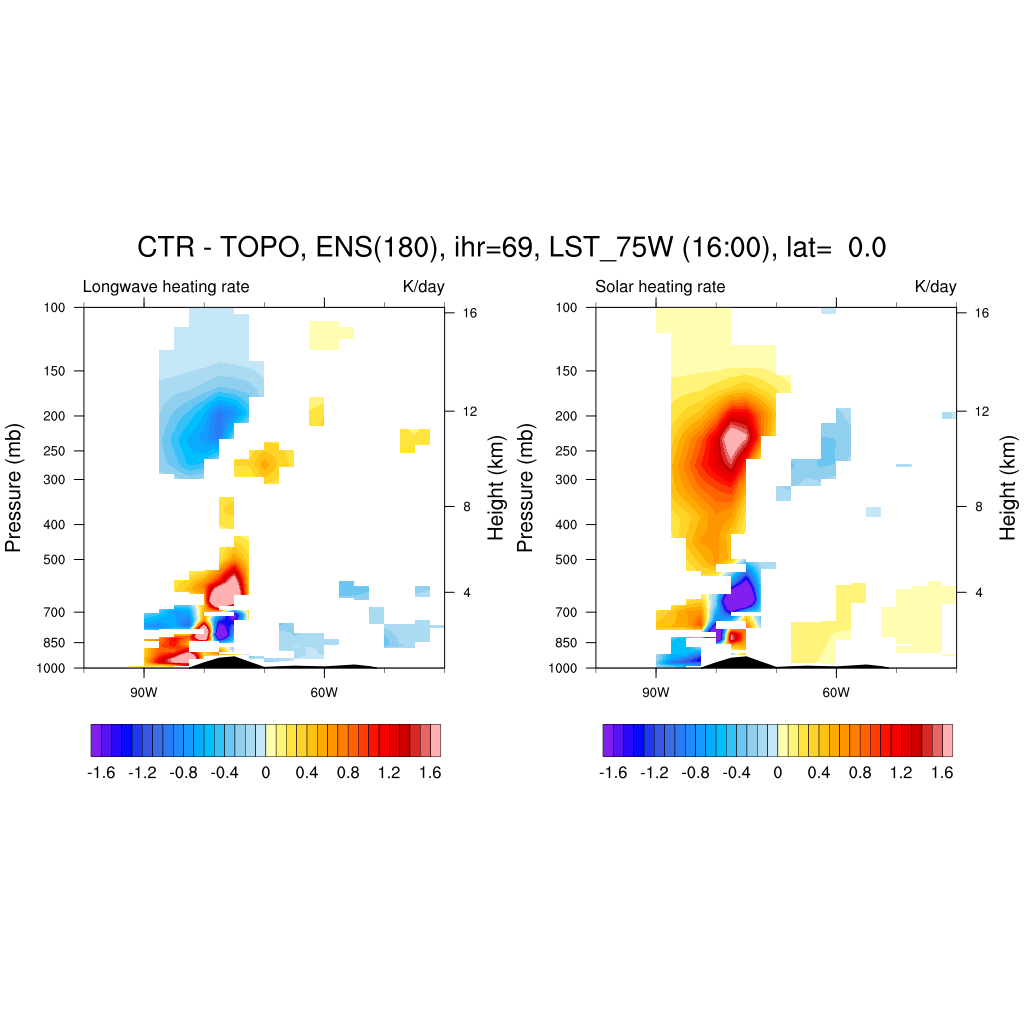 CTR - TOPO, ENS(180), ihr=69, LST_75W (16:00), lat= 0.0
Longwave heating rate K/day
Pressure (mb)
100
150
200
250
300
400
500
700
850
1000
16
12
8
4
Height (km)
90W 60W
-1.6 -1.2 -0.8 -0.4 0 0.4 0.8 1.2 1.6
Solar heating rate K/day
Pressure (mb)
100
150
200
250
300
400
500
700
850
1000
16
12
8
4
Height (km)
90W 60W
-1.6 -1.2 -0.8 -0.4 0 0.4 0.8 1.2 1.6